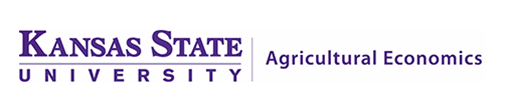 KANSAS STATE
UNIVERSITY
Agricultural Economics